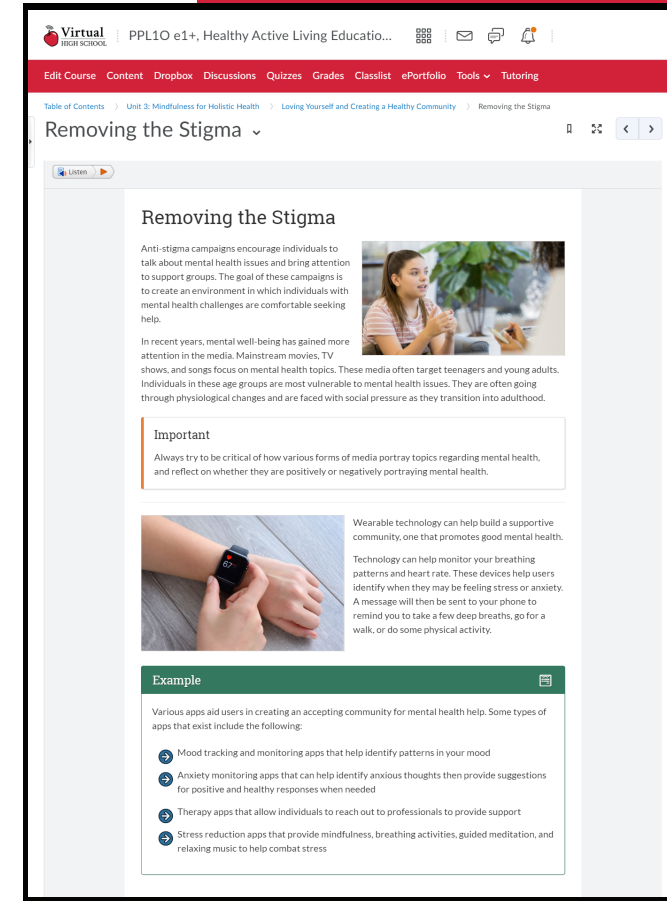 Virtual
HIGH SCHOOL
PPL1O e1+, Healthy Active Living Educatio...
Edit Course Content Dropbox Discussions Quizzes Grades Classlist ePortfolio Tools Tutoring
Table of Contents Unit 3: Mindfulness for Holistic Health Loving Yourself and Creating a Healthy Community Removing the Stigma
Removing the Stigma
Listen
Removing the Stigma
Anti-stigma campaigns encourage individuals to
talk about mental health issues and bring attention
to support groups. The goal of these campaigns is
to create an environment in which individuals with
mental health challenges are comfortable seeking
help.
In recent years, mental well-being has gained more
attention in the media. Mainstream movies, TV
shows, and songs focus on mental health topics. These media often target teenagers and young adults.
Individuals in these age groups are most vulnerable to mental health issues. They are often going
through physiological changes and are faced with social pressure as they transition into adulthood.
Important
Always try to be critical of how various forms of media portray topics regarding mental health,
and reflect on whether they are positively or negatively portraying mental health.
67
Wearable technology can help build a supportive
community, one that promotes good mental health.
Technology can help monitor your breathing
patterns and heart rate. These devices help users
identify when they may be feeling stress or anxiety.
A message will then be sent to your phone to
remind you to take a few deep breaths, go for a
walk, or do some physical activity.
Example
Various apps aid users in creating an accepting community for mental health help. Some types of
apps that exist include the following:
Mood tracking and monitoring apps that help identify patterns in your mood
Anxiety monitoring apps that can help identify anxious thoughts then provide suggestions
for positive and healthy responses when needed
Therapy apps that allow individuals to reach out to professionals to provide support
Stress reduction apps that provide mindfulness, breathing activities, guided meditation, and
relaxing music to help combat stress